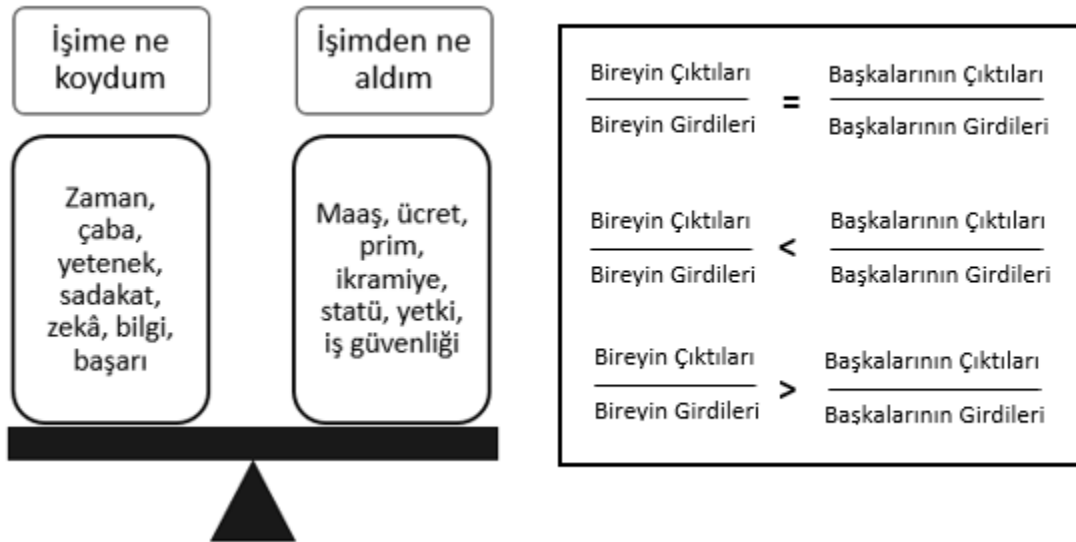 İşime ne
koydum
İşimden ne
aldım
Zaman,
çaba,
yetenek,
sadakat,
zekâ, bilgi,
başarı
Maaş, ücret,
prim,
ikramiye,
statü, yetki,
iş güvenliği
Bireyin Çıktıları
Bireyin Girdileri
=
Başkalarının Çıktıları
Başkalarının Girdileri
Bireyin Çıktıları
Bireyin Girdileri
<
Başkalarının Çıktıları
Başkalarının Girdileri
Bireyin Çıktıları
Bireyin Girdileri
>
Başkalarının Çıktıları
Başkalarının Girdileri